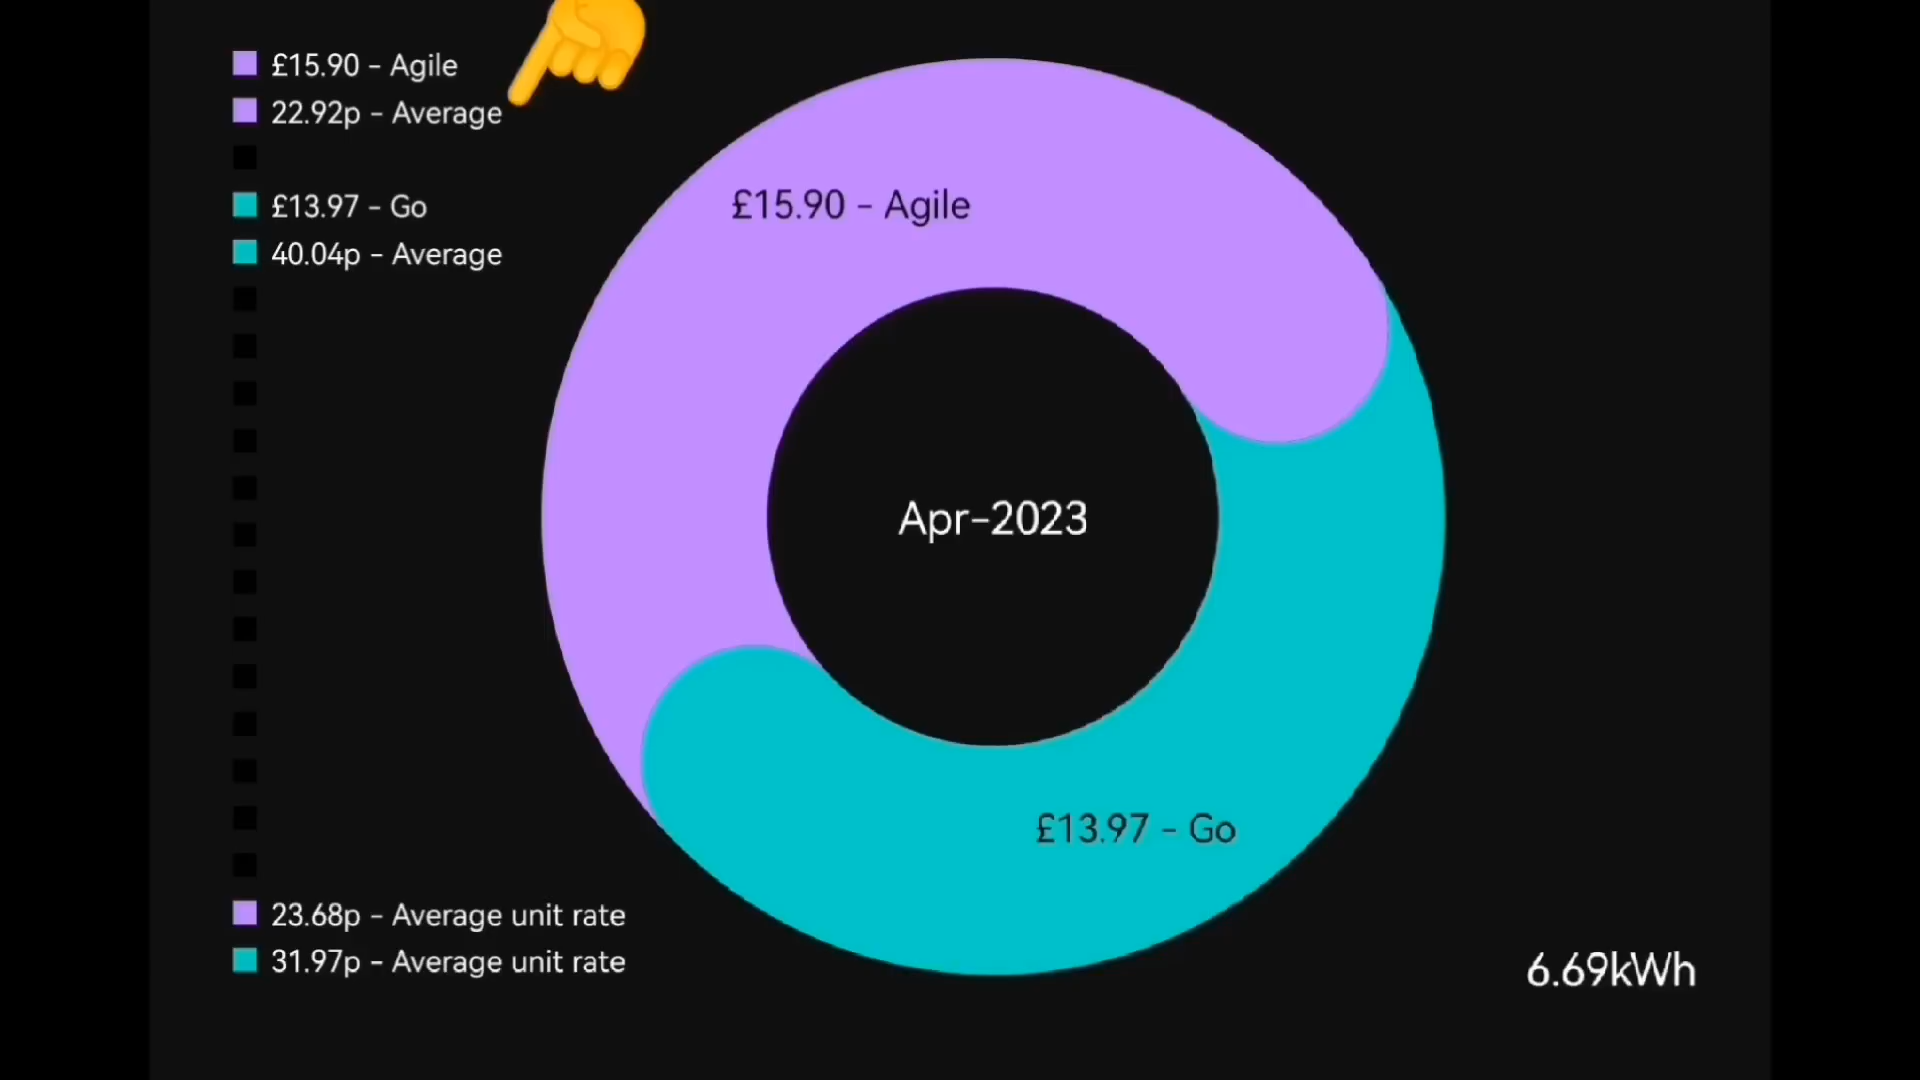 £15.90 - Agile
22.92p - Average
£13.97 - Go
40.04p - Average
£15.90 - Agile
Apr-2023
£13.97 - Go
23.68p - Average unit rate
31.97p - Average unit rate
6.69kWh